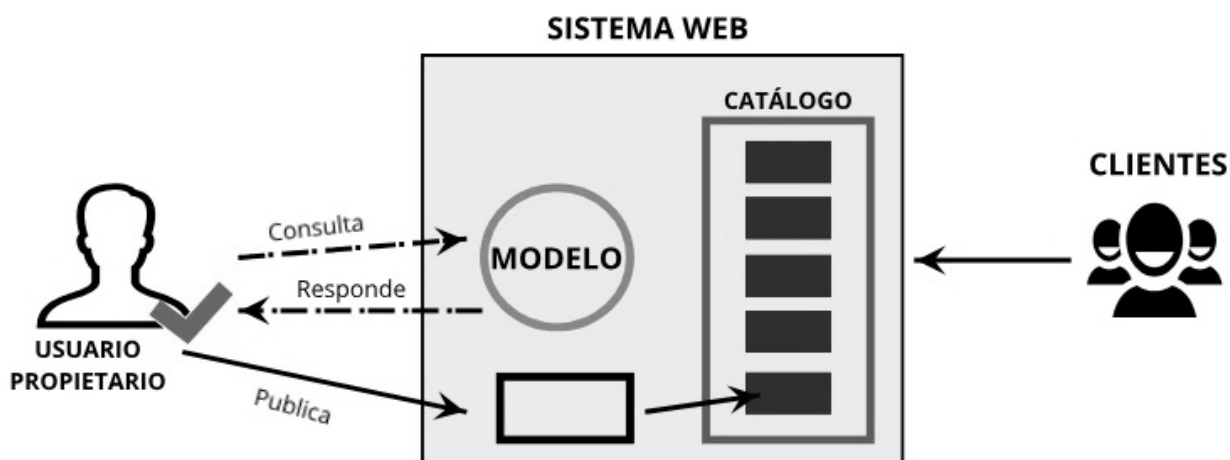 SISTEMA WEB
CATÁLOGO
CLIENTES
Consulta
MODELO
Responde
USUARIO
PROPIETARIO
Publica